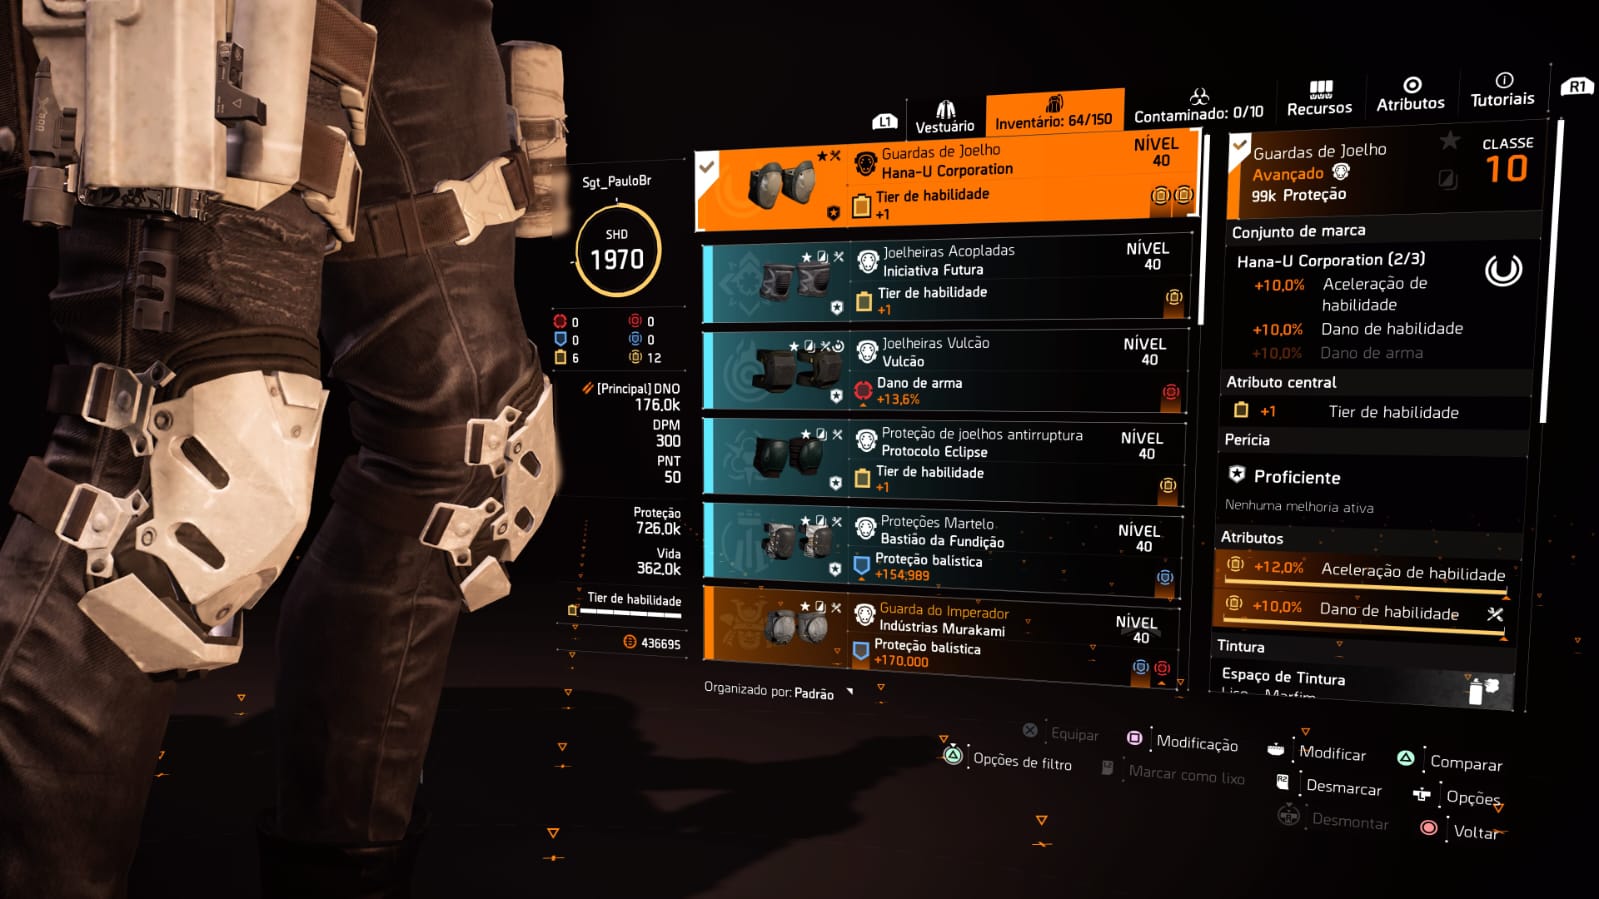 L1
Vestuário
Inventário: 64/150
Contaminado: 0/10
Recursos
Atributos
Tutoriais
R1
Sgt_PauloBr
SHD
1970
0
0
0
0
6
12
[Principal] DNO
176,0k
DPM
300
PNT
50
Proteção
726,0k
Vida
362,0k
Tier de habilidade
436695
Guardas de Joelho
Hana-U Corporation
NÍVEL
40
Tier de habilidade
+1
Joelheiras Acopladas
Iniciativa Futura
NÍVEL
40
Tier de habilidade
+1
Joelheiras Vulcão
Vulcão
NÍVEL
40
Dano de arma
+13,6%
Proteção de joelhos antirruptura
Protocolo Eclipse
NÍVEL
40
Tier de habilidade
+1
Proteções Martelo
Bastião da Fundição
NÍVEL
40
Proteção balística
+154.989
Guarda do Imperador
Indústrias Murakami
NÍVEL
40
Proteção balística
+170.000
Organizado por: Padrão
Guardas de Joelho
Avançado
99k Proteção
CLASSE
10
Conjunto de marca
Hana-U Corporation (2/3)
+10,0% Aceleração de
habilidade
+10,0% Dano de habilidade
+10,0% Dano de arma
Atributo central
+1 Tier de habilidade
Perícia
Proficiente
Nenhuma melhoria ativa
Atributos
+12,0% Aceleração de habilidade
+10,0% Dano de habilidade
Tintura
Espaço de Tintura
Liso - Marfim
Equipar
Modificação
Modificar
Comparar
Opções de filtro
Marcar como lixo
R2
Desmarcar
Opções
Desmontar
Voltar